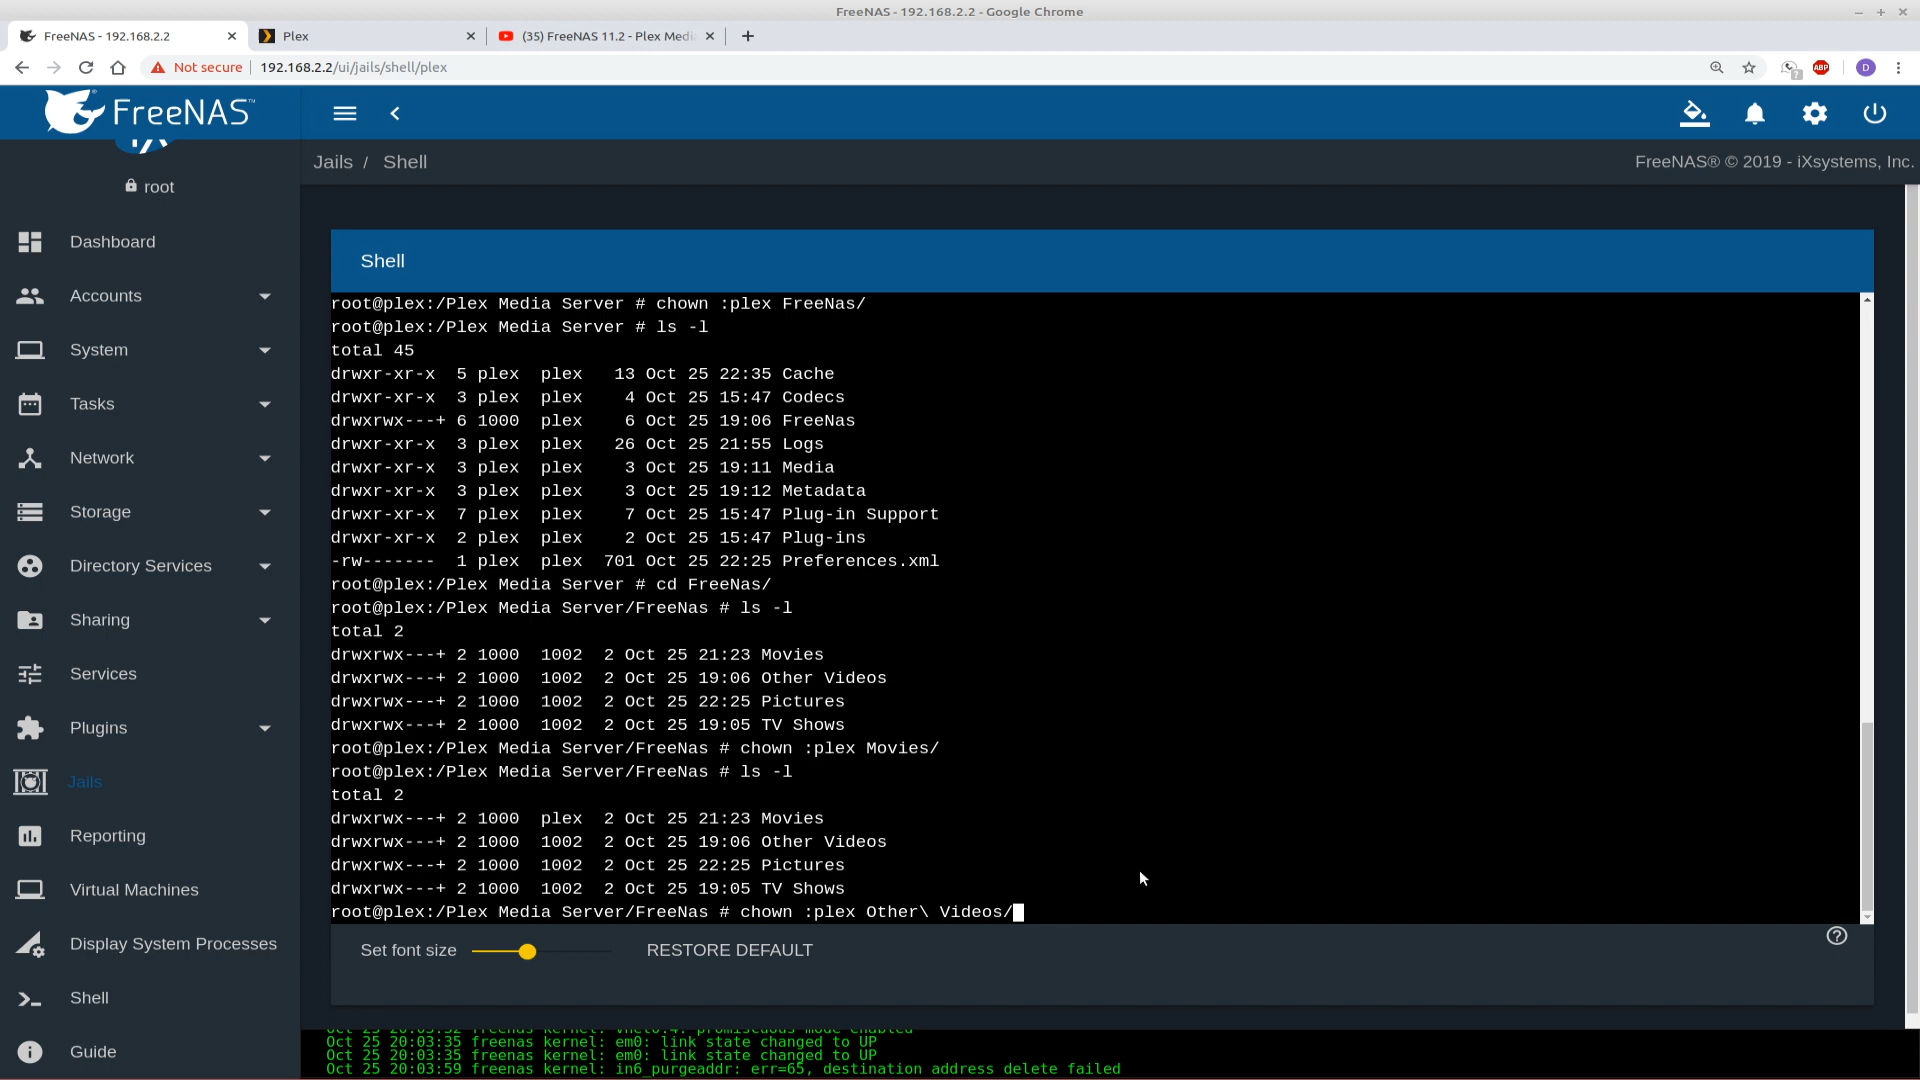 FreeNAS - 192.168.2.2 - Google Chrome
FreeNAS - 192.168.2.2
Plex
(35) FreeNAS 11.2 - Plex Medi
Not secure
192.168.2.2/ui/jails/shell/plex
ABP
D
FreeNAS™
Jails / Shell
FreeNAS® © 2019 - iXsystems, Inc.
root
Dashboard
Accounts
System
Tasks
Network
Storage
Directory Services
Sharing
Services
Plugins
Jails
Reporting
Virtual Machines
Display System Processes
Shell
Guide
Shell
root@plex:/Plex Media Server # chown :plex FreeNas/
root@plex:/Plex Media Server # ls -l
total 45
drwxr-xr-x  5 plex  plex   13 Oct 25 22:35 Cache
drwxr-xr-x  3 plex  plex    4 Oct 25 15:47 Codecs
drwxrwx---+ 6 1000  plex    6 Oct 25 19:06 FreeNas
drwxr-xr-x  3 plex  plex   26 Oct 25 21:55 Logs
drwxr-xr-x  3 plex  plex    3 Oct 25 19:11 Media
drwxr-xr-x  3 plex  plex    3 Oct 25 19:12 Metadata
drwxr-xr-x  7 plex  plex    7 Oct 25 15:47 Plug-in Support
drwxr-xr-x  2 plex  plex    2 Oct 25 15:47 Plug-ins
-rw-------  1 plex  plex  701 Oct 25 22:25 Preferences.xml
root@plex:/Plex Media Server # cd FreeNas/
root@plex:/Plex Media Server/FreeNas # ls -l
total 2
drwxrwx---+ 2 1000  1002  2 Oct 25 21:23 Movies
drwxrwx---+ 2 1000  1002  2 Oct 25 19:06 Other Videos
drwxrwx---+ 2 1000  1002  2 Oct 25 22:25 Pictures
drwxrwx---+ 2 1000  1002  2 Oct 25 19:05 TV Shows
root@plex:/Plex Media Server/FreeNas # chown :plex Movies/
root@plex:/Plex Media Server/FreeNas # ls -l
total 2
drwxrwx---+ 2 1000  plex  2 Oct 25 21:23 Movies
drwxrwx---+ 2 1000  1002  2 Oct 25 19:06 Other Videos
drwxrwx---+ 2 1000  1002  2 Oct 25 22:25 Pictures
drwxrwx---+ 2 1000  1002  2 Oct 25 19:05 TV Shows
root@plex:/Plex Media Server/FreeNas # chown :plex Other\ Videos/
Set font size
RESTORE DEFAULT
Oct 25 20:03:32 freenas kernel: vnet0:4: promiscuous mode enabled
Oct 25 20:03:35 freenas kernel: em0: link state changed to UP
Oct 25 20:03:35 freenas kernel: em0: link state changed to UP
Oct 25 20:03:59 freenas kernel: in6_purgeaddr: err=65, destination address delete failed